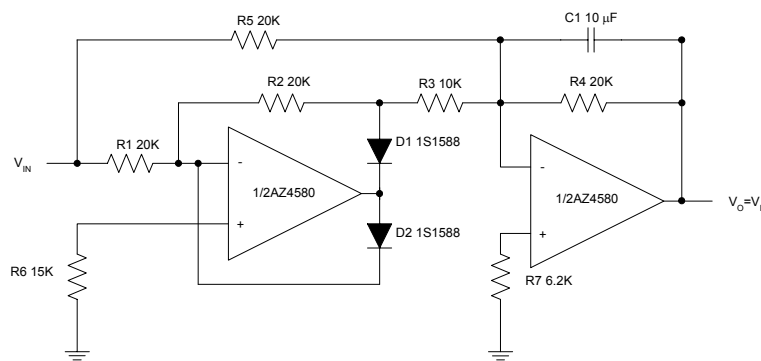 C1 10 μF
R5 20K
R2 20K
R3 10K
R4 20K
D1 1S1588
R1 20K
V_IN
-
1/2AZ4580
+
-
1/2AZ4580
+
D2 1S1588
R6 15K
R7 6.2K